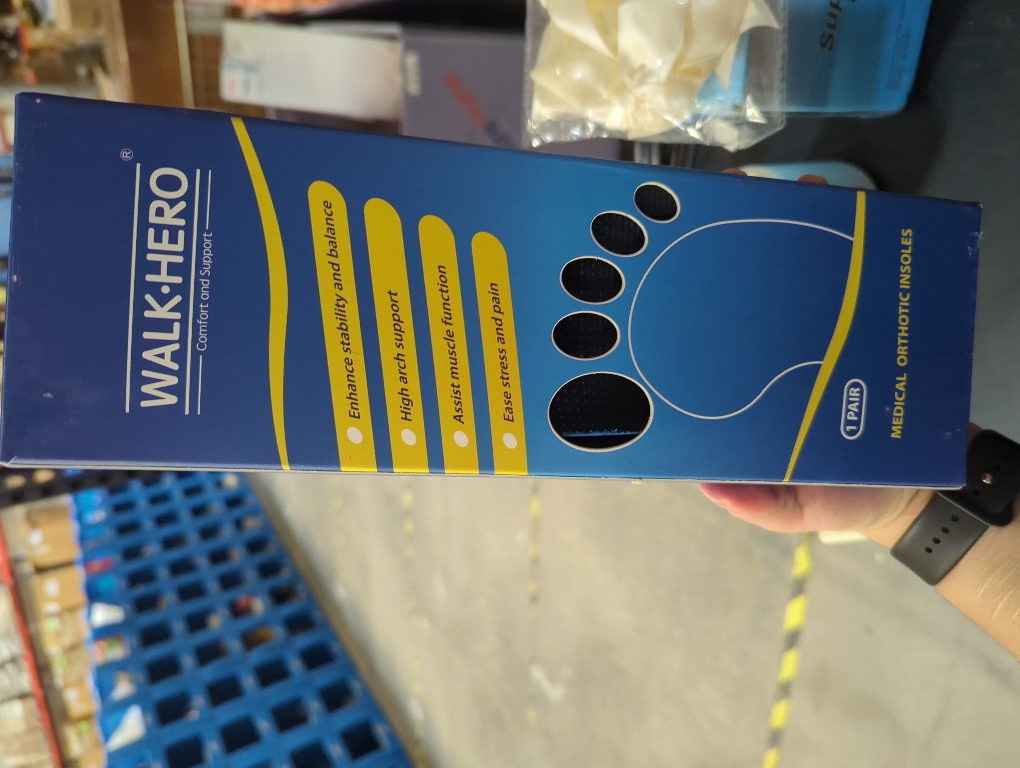 WALK·HERO®
Comfort and Support
Enhance stability and balance
High arch support
Assist muscle function
Ease stress and pain
1 PAIR
MEDICAL ORTHOTIC INSOLES